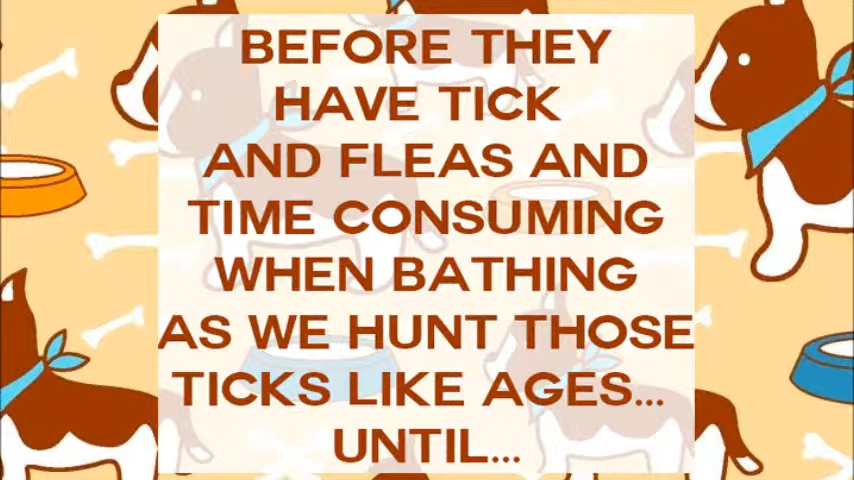 BEFORE THEY
HAVE TICK
AND FLEAS AND
TIME CONSUMING
WHEN BATHING
AS WE HUNT THOSE
TICKS LIKE AGES...
UNTIL...